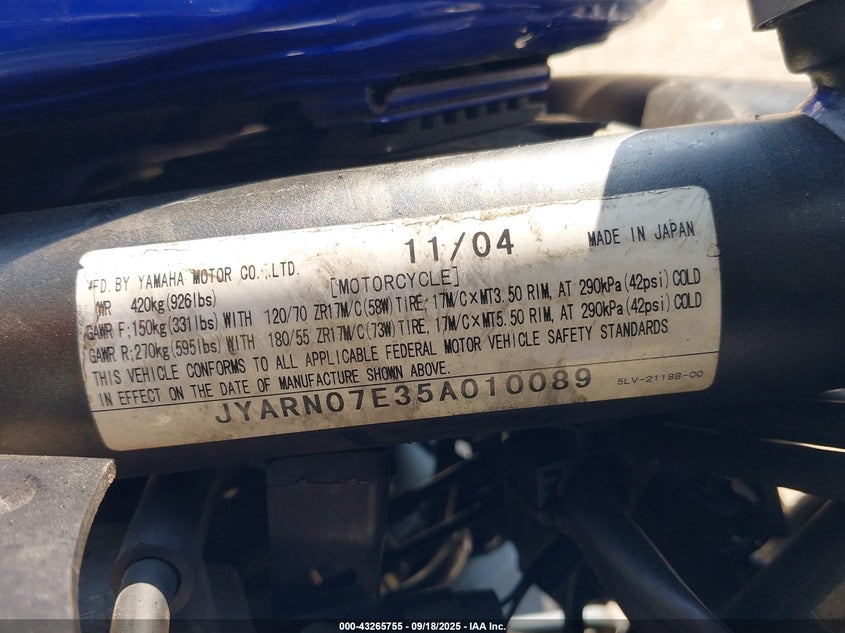 11/04
MADE IN JAPAN
FD. BY YAMAHA MOTOR CO.,LTD.
[MOTORCYCLE]
WR 420kg(926lbs)
GAWR F:150kg(331lbs) WITH 120/70 ZR17M/C(58W)TIRE, 17M/C×MT3.50 RIM, AT 290kPa(42psi)COLD
GAWR R:270kg(595lbs) WITH 180/55 ZR17M/C(73W)TIRE, 17M/C×MT5.50 RIM, AT 290kPa(42psi)COLD
THIS VEHICLE CONFORMS TO ALL APPLICABLE FEDERAL MOTOR VEHICLE SAFETY STANDARDS
IN EFFECT ON THE DATE OF MANUFACTURE SHOWN ABOVE.
JYARN07E35A010089
5LV-2118B-00
000-43265755 - 09/18/2025 - IAA Inc.